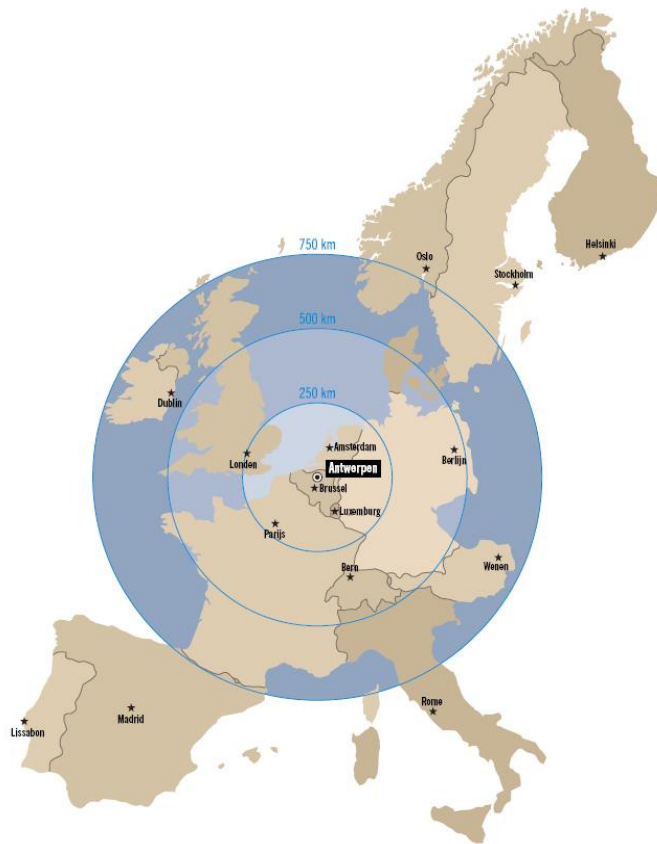 750 km
Oslo
Helsinki
Stockholm
500 km
Dublin
250 km
Amsterdam
Londen
Berlijn
Antwerpen
Brussel
Luxemburg
Parijs
Wenen
Bern
Rome
Madrid
Lissabon